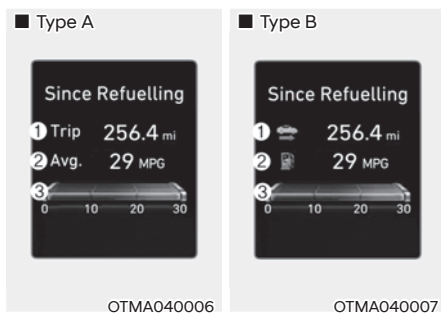 ■ Type A
Since Refuelling
① Trip 256.4 mi
② Avg. 29 MPG
③
0 10 20 30
OTMA040006
■ Type B
Since Refuelling
① 256.4 mi
② 29 MPG
③
0 10 20 30
OTMA040007